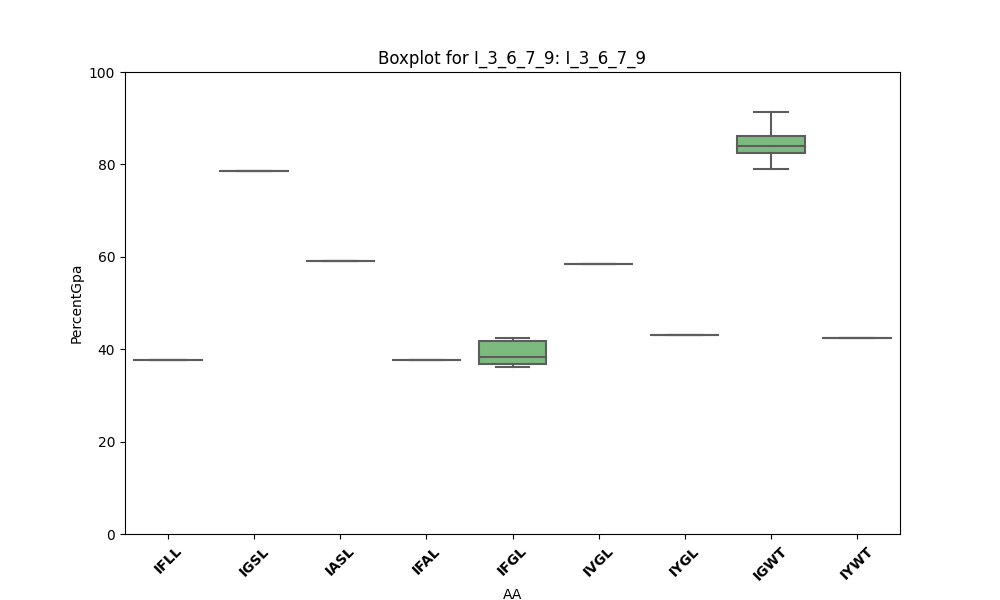 Boxplot for I_3_6_7_9: I_3_6_7_9
100
80
60
40
20
0
PercentGpa
IFLL
IGSL
IASL
IFAL
IFGL
IVGL
IYGL
IGWT
IYWT
AA